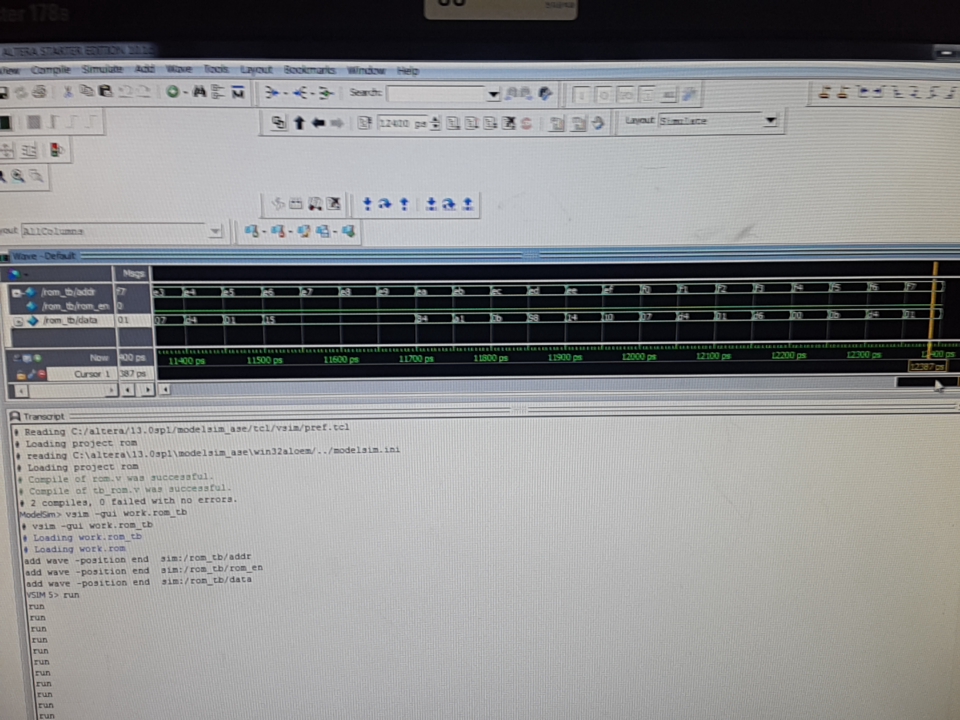 ter 178a
ALTERA STARTER EDITION 10.1d
View Compile Simulate Add Wave Tools Layout Bookmarks Window Help
Search:
12400 ps
Layout Simulate
AllColumns
Wave - Default
Msgs
/rom_tb/addr f7 e3 e4 e5 e6 e7 e8 e9 ea eb ec ed ee ef f0 f1 f2 f3 f4 f5 f6 f7
/rom_tb/rom_en 0
/rom_tb/data 01 07 d4 01 15 84 a1 0b 58 14 10 07 d4 01 d6 00 0b d4 01
Now 400 ps 11400 ps 11500 ps 11600 ps 11700 ps 11800 ps 11900 ps 12000 ps 12100 ps 12200 ps 12300 ps 12400 ps
Cursor 1 387 ps 12387 ps
Transcript
# Reading C:/altera/13.0sp1/modelsim_ase/tcl/vsim/pref.tcl
# Loading project rom
# reading C:\altera\13.0sp1\modelsim_ase\win32aloem/../modelsim.ini
# Loading project rom
# Compile of rom.v was successful.
# Compile of tb_rom.v was successful.
# 2 compiles, 0 failed with no errors.
ModelSim> vsim -gui work.rom_tb
# vsim -gui work.rom_tb
# Loading work.rom_tb
# Loading work.rom
add wave -position end sim:/rom_tb/addr
add wave -position end sim:/rom_tb/rom_en
add wave -position end sim:/rom_tb/data
VSIM 5> run
run
run
run
run
run
run
run
run
run
run
run